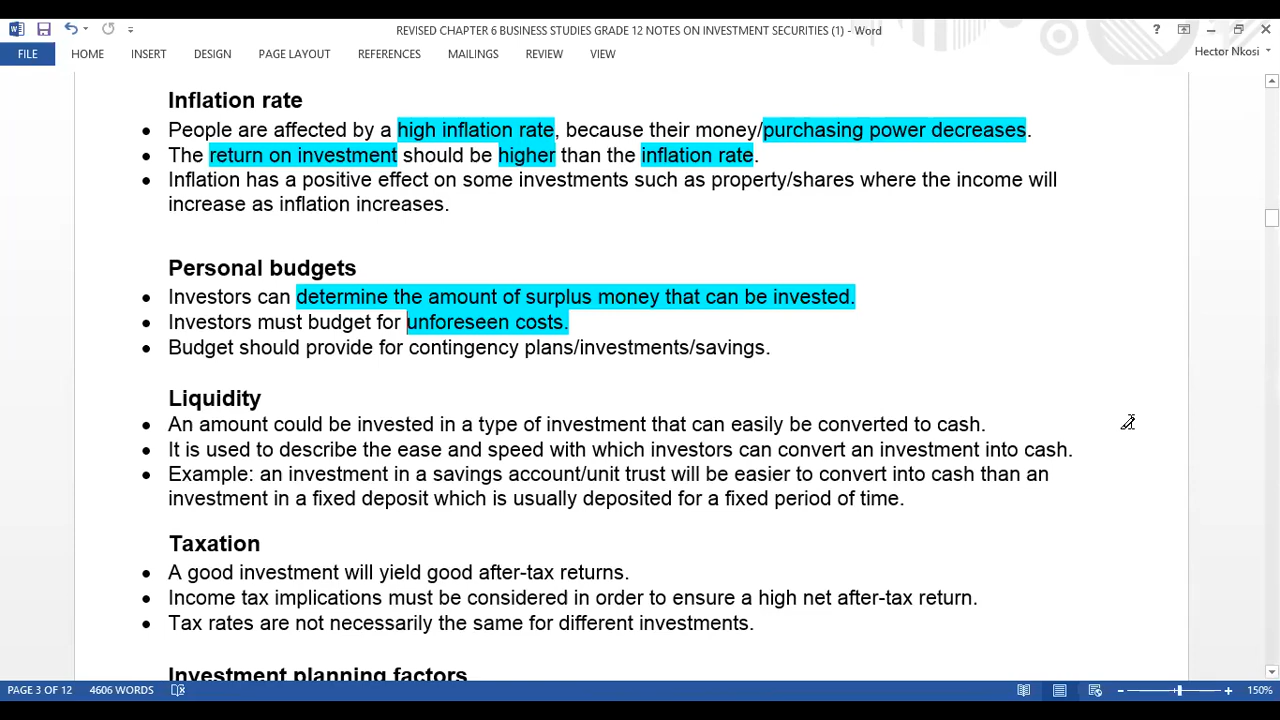 REVISED CHAPTER 6 BUSINESS STUDIES GRADE 12 NOTES ON INVESTMENT SECURITIES (1) - Word
FILE HOME INSERT DESIGN PAGE LAYOUT REFERENCES MAILINGS REVIEW VIEW Hector Nkosi
Inflation rate
• People are affected by a high inflation rate, because their money/purchasing power decreases.
• The return on investment should be higher than the inflation rate.
• Inflation has a positive effect on some investments such as property/shares where the income will
increase as inflation increases.
Personal budgets
• Investors can determine the amount of surplus money that can be invested.
• Investors must budget for unforeseen costs.
• Budget should provide for contingency plans/investments/savings.
Liquidity
• An amount could be invested in a type of investment that can easily be converted to cash.
• It is used to describe the ease and speed with which investors can convert an investment into cash.
• Example: an investment in a savings account/unit trust will be easier to convert into cash than an
investment in a fixed deposit which is usually deposited for a fixed period of time.
Taxation
• A good investment will yield good after-tax returns.
• Income tax implications must be considered in order to ensure a high net after-tax return.
• Tax rates are not necessarily the same for different investments.
Investment planning factors
PAGE 3 OF 12 4606 WORDS 150%